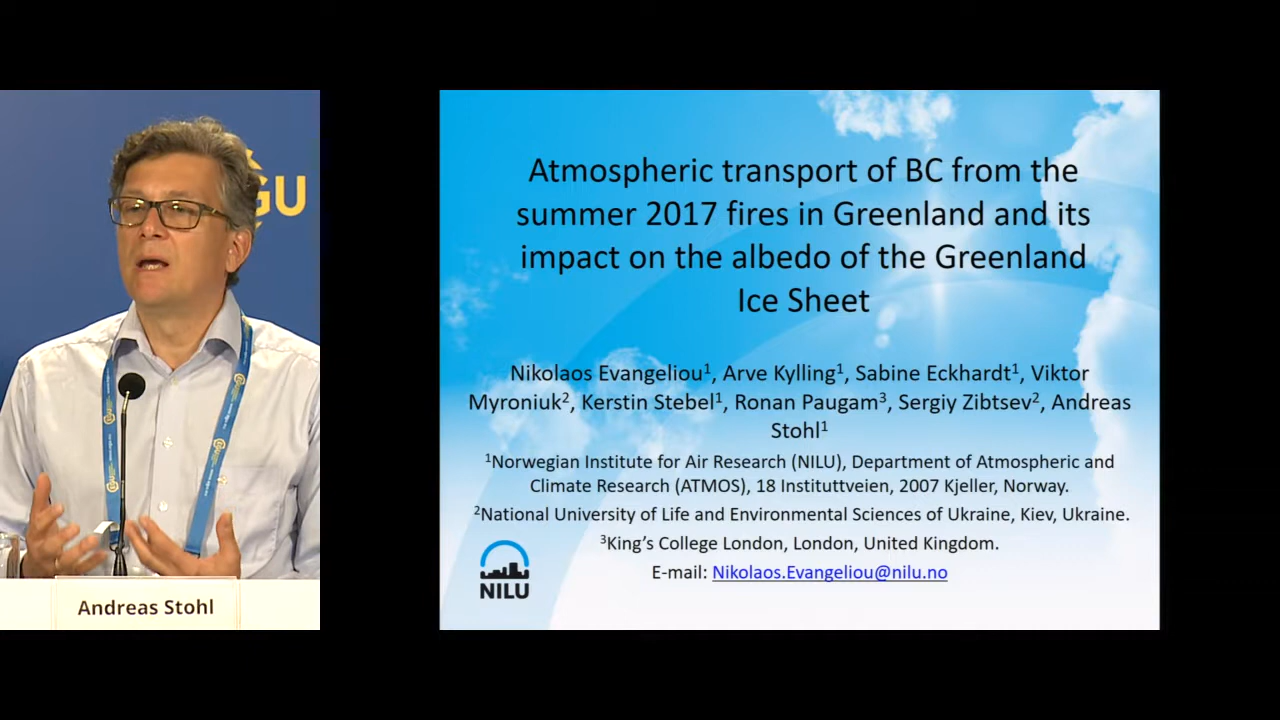 GU
Andreas Stohl
Atmospheric transport of BC from the
summer 2017 fires in Greenland and its
impact on the albedo of the Greenland
Ice Sheet
Nikolaos Evangeliou¹, Arve Kylling¹, Sabine Eckhardt¹, Viktor
Myroniuk², Kerstin Stebel¹, Ronan Paugam³, Sergiy Zibtsev², Andreas
Stohl¹
¹Norwegian Institute for Air Research (NILU), Department of Atmospheric and
Climate Research (ATMOS), 18 Instituttveien, 2007 Kjeller, Norway.
²National University of Life and Environmental Sciences of Ukraine, Kiev, Ukraine.
³King's College London, London, United Kingdom.
E-mail: Nikolaos.Evangeliou@nilu.no
NILU